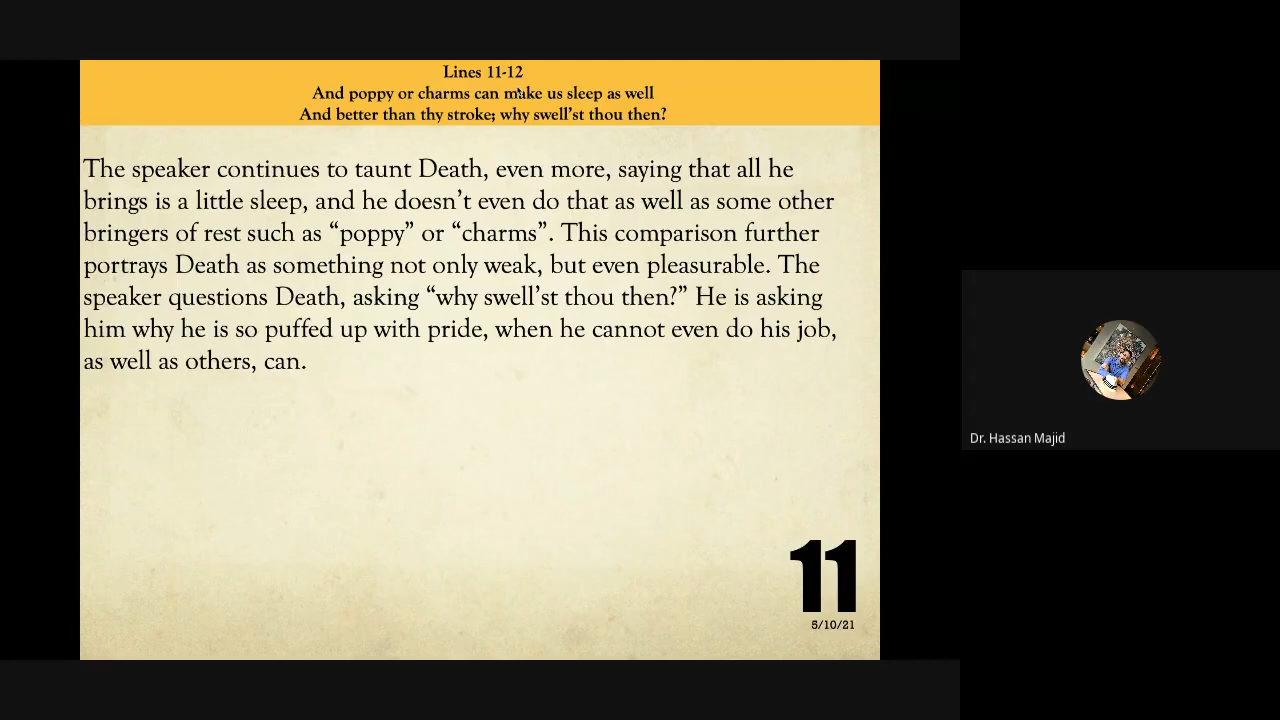 Lines 11-12
And poppy or charms can make us sleep as well
And better than thy stroke; why swell'st thou then?
The speaker continues to taunt Death, even more, saying that all he
brings is a little sleep, and he doesn’t even do that as well as some other
bringers of rest such as “poppy” or “charms”. This comparison further
portrays Death as something not only weak, but even pleasurable. The
speaker questions Death, asking “why swell’st thou then?” He is asking
him why he is so puffed up with pride, when he cannot even do his job,
as well as others, can.
11
5/10/21
Dr. Hassan Majid